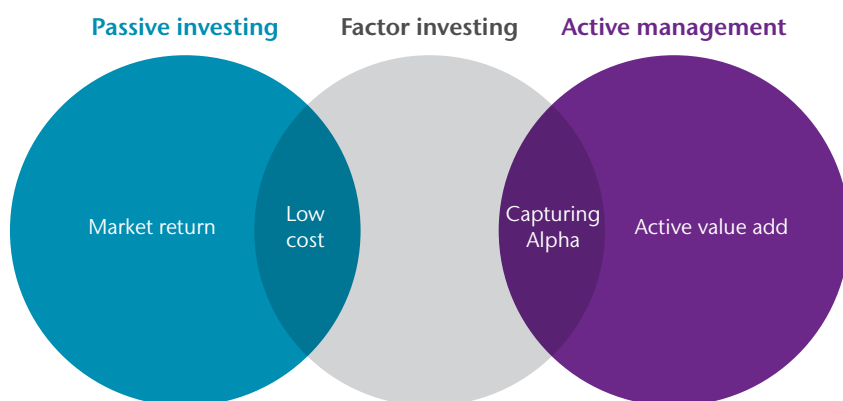 Passive investing
Factor investing
Active management
Market return
Low
cost
Capturing
Alpha
Active value add